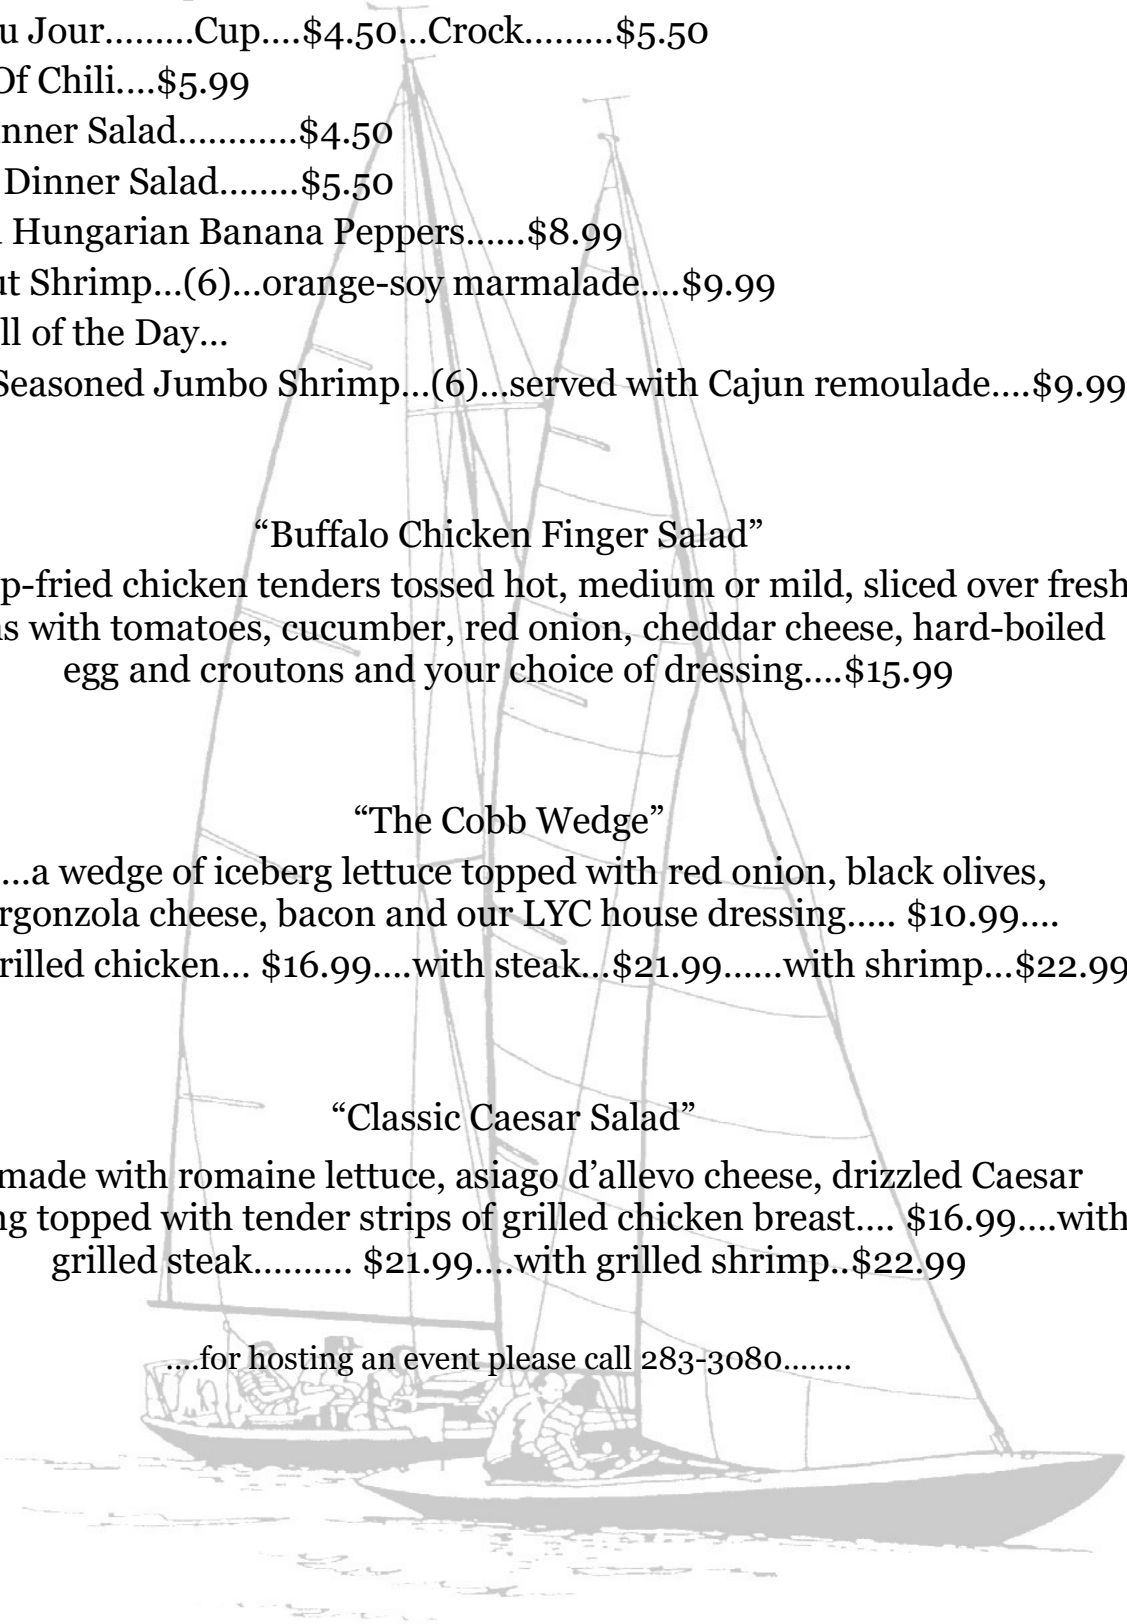 u Jour.........Cup....$4.50...Crock.........$5.50
Of Chili....$5.99
nner Salad............$4.50
Dinner Salad........$5.50
Hungarian Banana Peppers......$8.99
ut Shrimp...(6)...orange-soy marmalade....$9.99
ll of the Day...
Seasoned Jumbo Shrimp...(6)...served with Cajun remoulade....$9.99
“Buffalo Chicken Finger Salad”
p-fried chicken tenders tossed hot, medium or mild, sliced over fresh
ns with tomatoes, cucumber, red onion, cheddar cheese, hard-boiled
egg and croutons and your choice of dressing....$15.99
“The Cobb Wedge”
...a wedge of iceberg lettuce topped with red onion, black olives,
rgonzola cheese, bacon and our LYC house dressing..... $10.99....
rilled chicken... $16.99....with steak...$21.99......with shrimp...$22.99
“Classic Caesar Salad”
made with romaine lettuce, asiago d’allevo cheese, drizzled Caesar
ng topped with tender strips of grilled chicken breast.... $16.99....with
grilled steak.......... $21.99....with grilled shrimp..$22.99
....for hosting an event please call 283-3080........